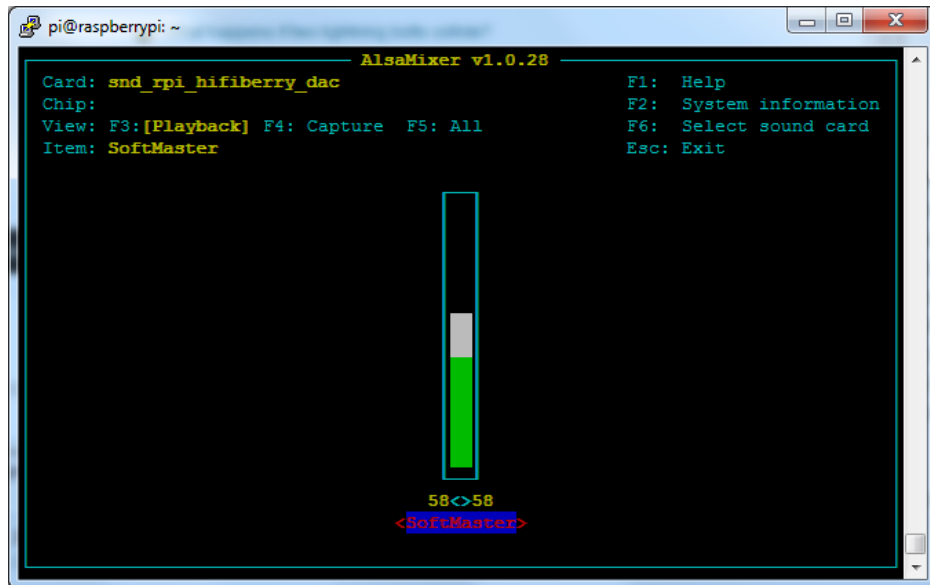 pi@raspberrypi: ~
AlsaMixer v1.0.28
Card: snd_rpi_hifiberry_dac F1: Help
Chip: F2: System information
View: F3:[Playback] F4: Capture F5: All F6: Select sound card
Item: SoftMaster Esc: Exit
58<>58
<SoftMaster>